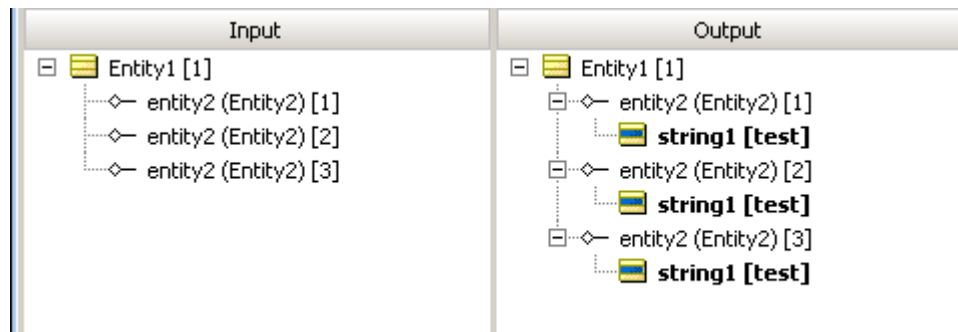 Input
Entity1 [1]
entity2 (Entity2) [1]
entity2 (Entity2) [2]
entity2 (Entity2) [3]
Output
Entity1 [1]
entity2 (Entity2) [1]
string1 [test]
entity2 (Entity2) [2]
string1 [test]
entity2 (Entity2) [3]
string1 [test]